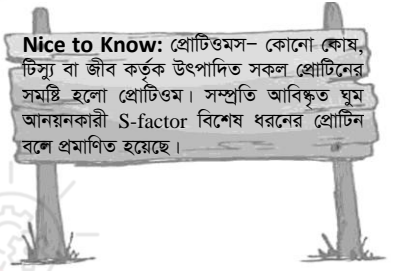 Nice to Know: প্রোটিওমস– কোনো কোষ,
টিস্যু বা জীব কর্তৃক উৎপাদিত সকল প্রোটিনের
সমষ্টি হলো প্রোটিওম। সম্প্রতি আবিষ্কৃত ঘুম
আনয়নকারী S-factor বিশেষ ধরনের প্রোটিন
বলে প্রমাণিত হয়েছে।